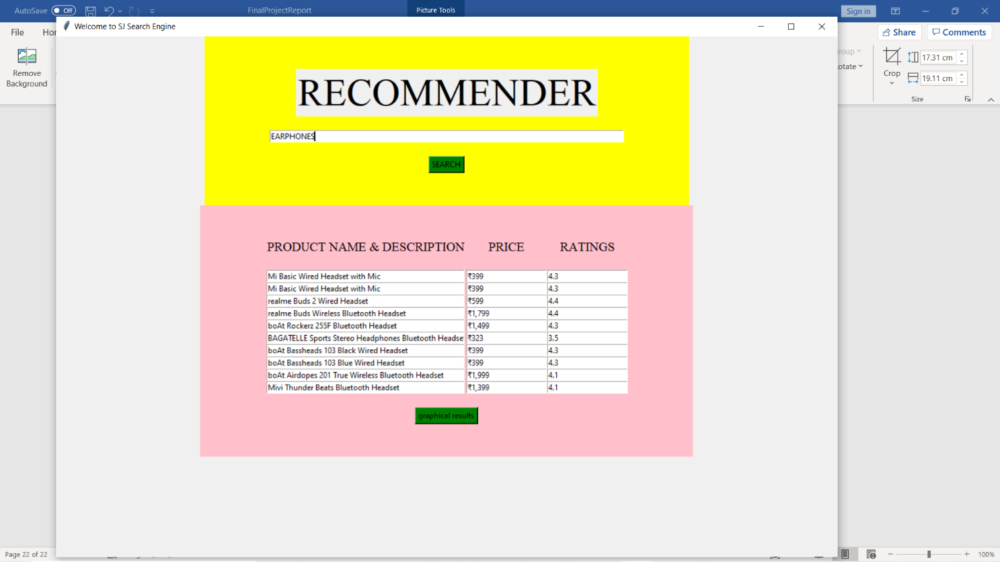 AutoSave Off FinalProjectReport Picture Tools Sign in
Welcome to SJ Search Engine
File
Share Comments
Remove Background
Crop
17.31 cm
19.11 cm
Size
RECOMMENDER
EARPHONES
SEARCH
PRODUCT NAME & DESCRIPTION PRICE RATINGS
Mi Basic Wired Headset with Mic ₹399 4.3
Mi Basic Wired Headset with Mic ₹399 4.3
realme Buds 2 Wired Headset ₹599 4.4
realme Buds Wireless Bluetooth Headset ₹1,799 4.4
boAt Rockerz 255F Bluetooth Headset ₹1,499 4.3
BAGATELLE Sports Stereo Headphones Bluetooth Headse ₹323 3.5
boAt Bassheads 103 Black Wired Headset ₹399 4.3
boAt Bassheads 103 Blue Wired Headset ₹399 4.3
boAt Airdopes 201 True Wireless Bluetooth Headset ₹1,999 4.1
Mivi Thunder Beats Bluetooth Headset ₹1,399 4.1
graphical results
Page 22 of 22 100%